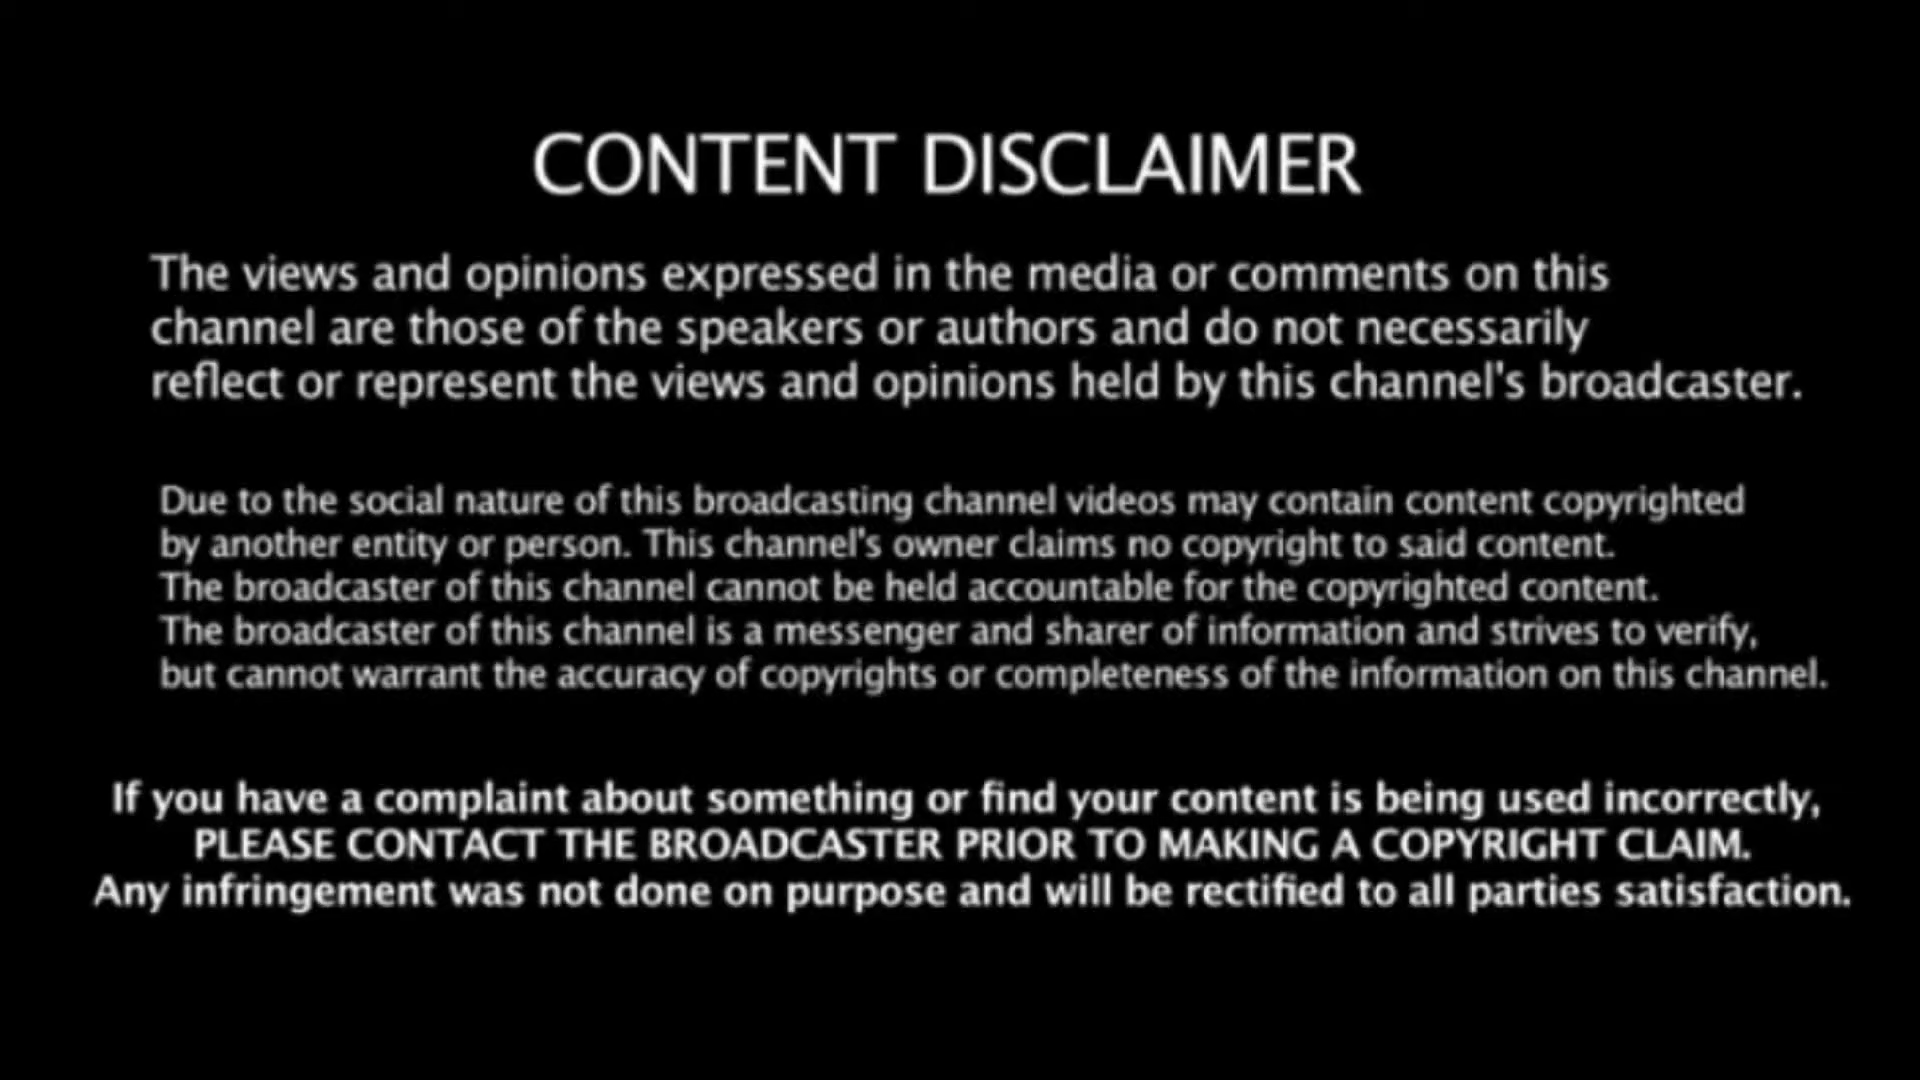 CONTENT DISCLAIMER
The views and opinions expressed in the media or comments on this
channel are those of the speakers or authors and do not necessarily
reflect or represent the views and opinions held by this channel's broadcaster.
Due to the social nature of this broadcasting channel videos may contain content copyrighted
by another entity or person. This channel's owner claims no copyright to said content.
The broadcaster of this channel cannot be held accountable for the copyrighted content.
The broadcaster of this channel is a messenger and sharer of information and strives to verify,
but cannot warrant the accuracy of copyrights or completeness of the information on this channel.
If you have a complaint about something or find your content is being used incorrectly,
PLEASE CONTACT THE BROADCASTER PRIOR TO MAKING A COPYRIGHT CLAIM.
Any infringement was not done on purpose and will be rectified to all parties satisfaction.